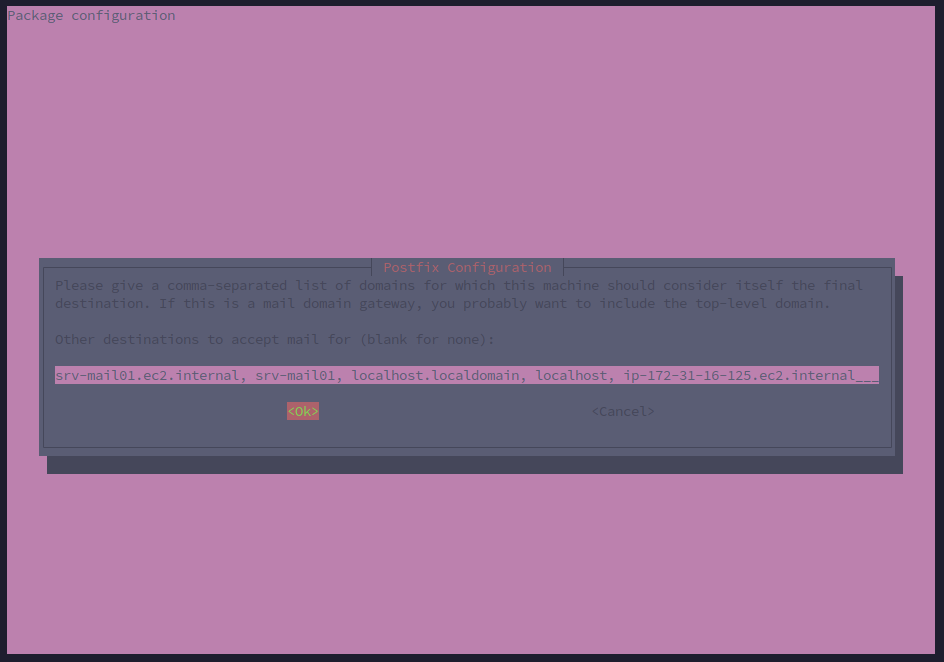 Package configuration
Postfix Configuration
Please give a comma-separated list of domains for which this machine should consider itself the final
destination. If this is a mail domain gateway, you probably want to include the top-level domain.
Other destinations to accept mail for (blank for none):
srv-mail01.ec2.internal, srv-mail01, localhost.localdomain, localhost, ip-172-31-16-125.ec2.internal___
<Ok> <Cancel>